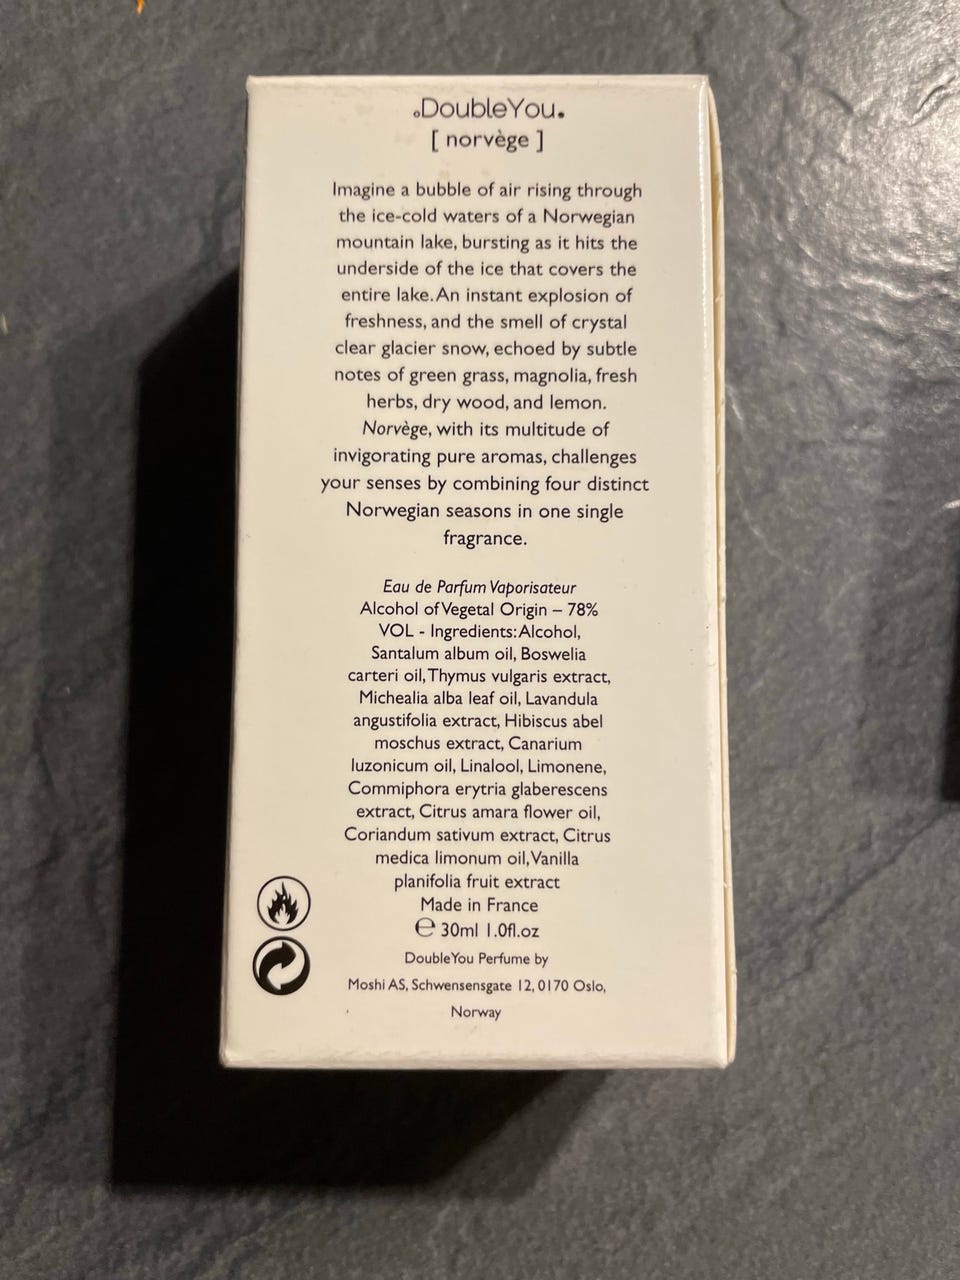 DoubleYou.
[ norvège ]
Imagine a bubble of air rising through
the ice-cold waters of a Norwegian
mountain lake, bursting as it hits the
underside of the ice that covers the
entire lake. An instant explosion of
freshness, and the smell of crystal
clear glacier snow, echoed by subtle
notes of green grass, magnolia, fresh
herbs, dry wood, and lemon.
Norvège, with its multitude of
invigorating pure aromas, challenges
your senses by combining four distinct
Norwegian seasons in one single
fragrance.
Eau de Parfum Vaporisateur
Alcohol of Vegetal Origin – 78%
VOL - Ingredients: Alcohol,
Santalum album oil, Boswelia
carteri oil, Thymus vulgaris extract,
Michealia alba leaf oil, Lavandula
angustifolia extract, Hibiscus abel
moschus extract, Canarium
luzonicum oil, Linalool, Limonene,
Commiphora erytria glaberescens
extract, Citrus amara flower oil,
Coriandum sativum extract, Citrus
medica limonum oil, Vanilla
planifolia fruit extract
Made in France
℮ 30ml 1.0fl.oz
DoubleYou Perfume by
Moshi AS, Schwensensgate 12, 0170 Oslo,
Norway